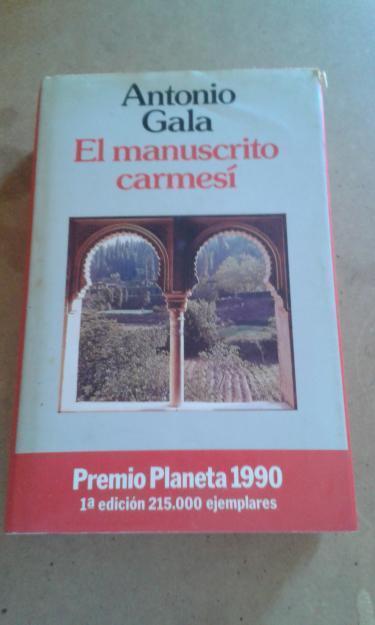 Antonio
Gala
El manuscrito
carmesí
Premio Planeta 1990
1ª edición 215.000 ejemplares